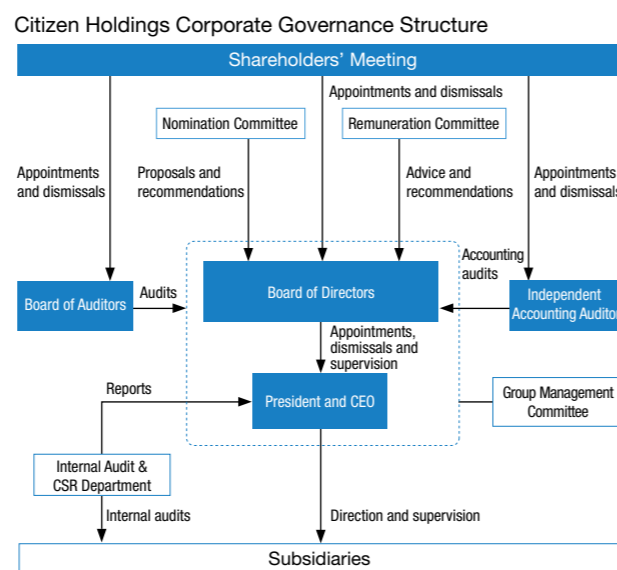 Citizen Holdings Corporate Governance Structure
Shareholders' Meeting
Appointments and dismissals
Nomination Committee
Remuneration Committee
Appointments
and dismissals
Proposals and
recommendations
Advice and
recommendations
Appointments
and dismissals
Accounting
audits
Board of Auditors
Audits
Board of Directors
Independent
Accounting Auditor
Appointments,
dismissals and
supervision
Reports
President and CEO
Group Management
Committee
Internal Audit &
CSR Department
Internal audits
Direction and supervision
Subsidiaries